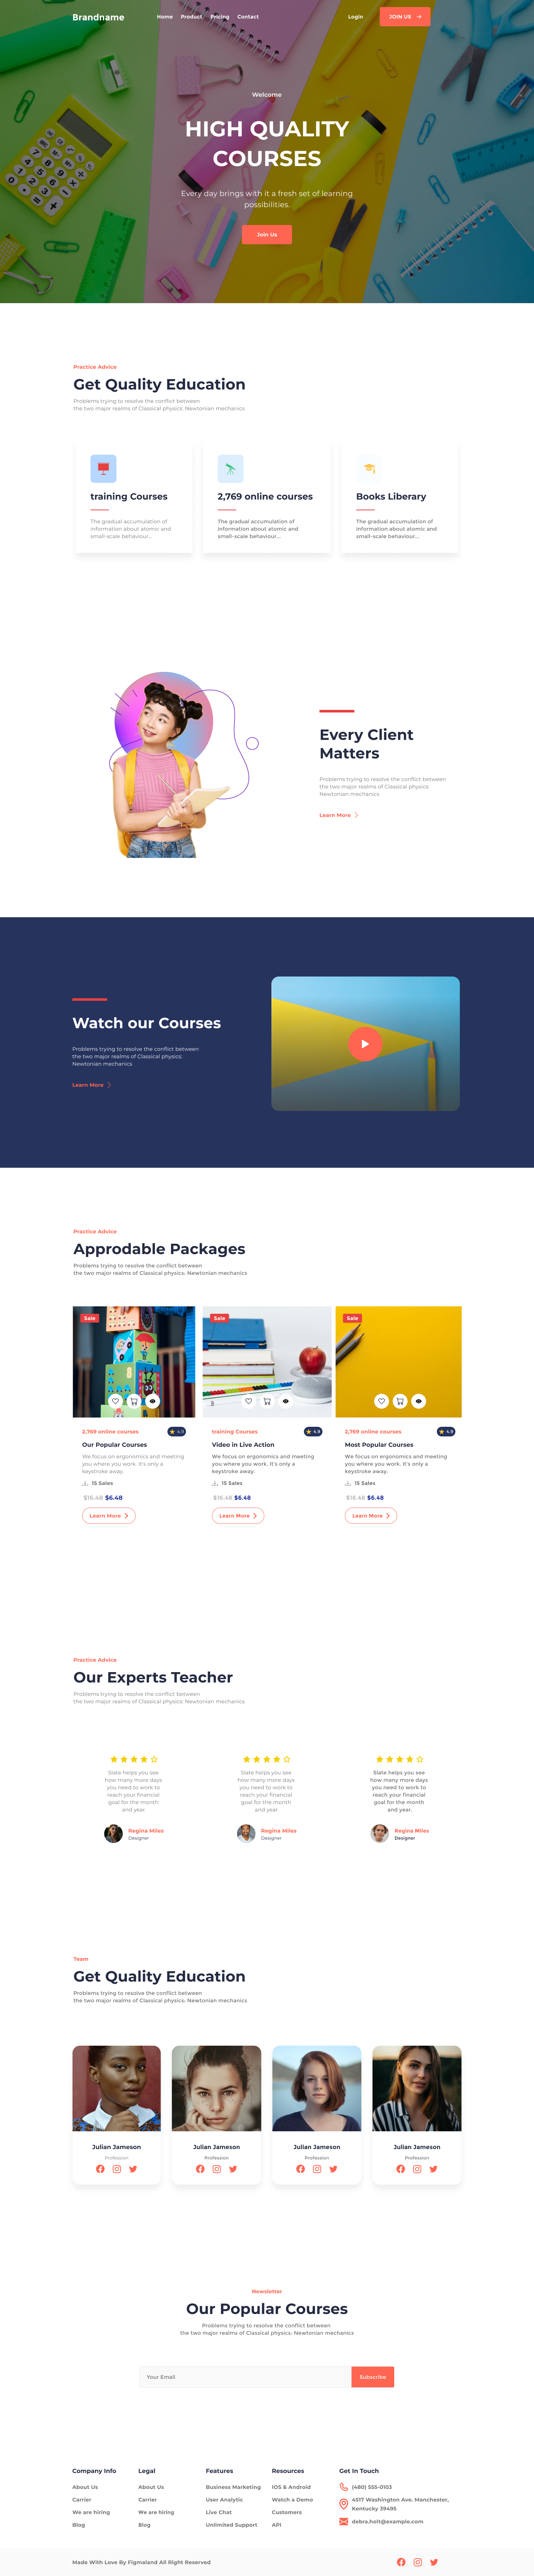 Brandname
Home Product Pricing Contact
Login
JOIN US
Welcome
HIGH QUALITY
COURSES
Every day brings with it a fresh set of learning
possibilities.
Join Us
Practice Advice
Get Quality Education
Problems trying to resolve the conflict between
the two major realms of Classical physics: Newtonian mechanics
training Courses
The gradual accumulation of
information about atomic and
small-scale behaviour...
2,769 online courses
The gradual accumulation of
information about atomic and
small-scale behaviour...
Books Liberary
The gradual accumulation of
information about atomic and
small-scale behaviour...
Every Client
Matters
Problems trying to resolve the conflict between
the two major realms of Classical physics:
Newtonian mechanics
Learn More
Watch our Courses
Problems trying to resolve the conflict between
the two major realms of Classical physics:
Newtonian mechanics
Learn More
Practice Advice
Approdable Packages
Problems trying to resolve the conflict between
the two major realms of Classical physics: Newtonian mechanics
Sale
2,769 online courses
4.9
Our Popular Courses
We focus on ergonomics and meeting
you where you work. It's only a
keystroke away.
15 Sales
$16.48 $6.48
Learn More
Sale
training Courses
4.9
Video in Live Action
We focus on ergonomics and meeting
you where you work. It's only a
keystroke away.
15 Sales
$16.48 $6.48
Learn More
Sale
2,769 online courses
4.9
Most Popular Courses
We focus on ergonomics and meeting
you where you work. It's only a
keystroke away.
15 Sales
$16.48 $6.48
Learn More
Practice Advice
Our Experts Teacher
Problems trying to resolve the conflict between
the two major realms of Classical physics: Newtonian mechanics
Slate helps you see
how many more days
you need to work to
reach your financial
goal for the month
and year.
Regina Miles
Designer
Slate helps you see
how many more days
you need to work to
reach your financial
goal for the month
and year.
Regina Miles
Designer
Slate helps you see
how many more days
you need to work to
reach your financial
goal for the month
and year.
Regina Miles
Designer
Team
Get Quality Education
Problems trying to resolve the conflict between
the two major realms of Classical physics: Newtonian mechanics
Julian Jameson
Profession
Julian Jameson
Profession
Julian Jameson
Profession
Julian Jameson
Profession
Newsletter
Our Popular Courses
Problems trying to resolve the conflict between
the two major realms of Classical physics: Newtonian mechanics
Your Email
Subscribe
Company Info
About Us
Carrier
We are hiring
Blog
Legal
About Us
Carrier
We are hiring
Blog
Features
Business Marketing
User Analytic
Live Chat
Unlimited Support
Resources
IOS & Android
Watch a Demo
Customers
API
Get In Touch
(480) 555-0103
4517 Washington Ave. Manchester,
Kentucky 39495
debra.holt@example.com
Made With Love By Figmaland All Right Reserved